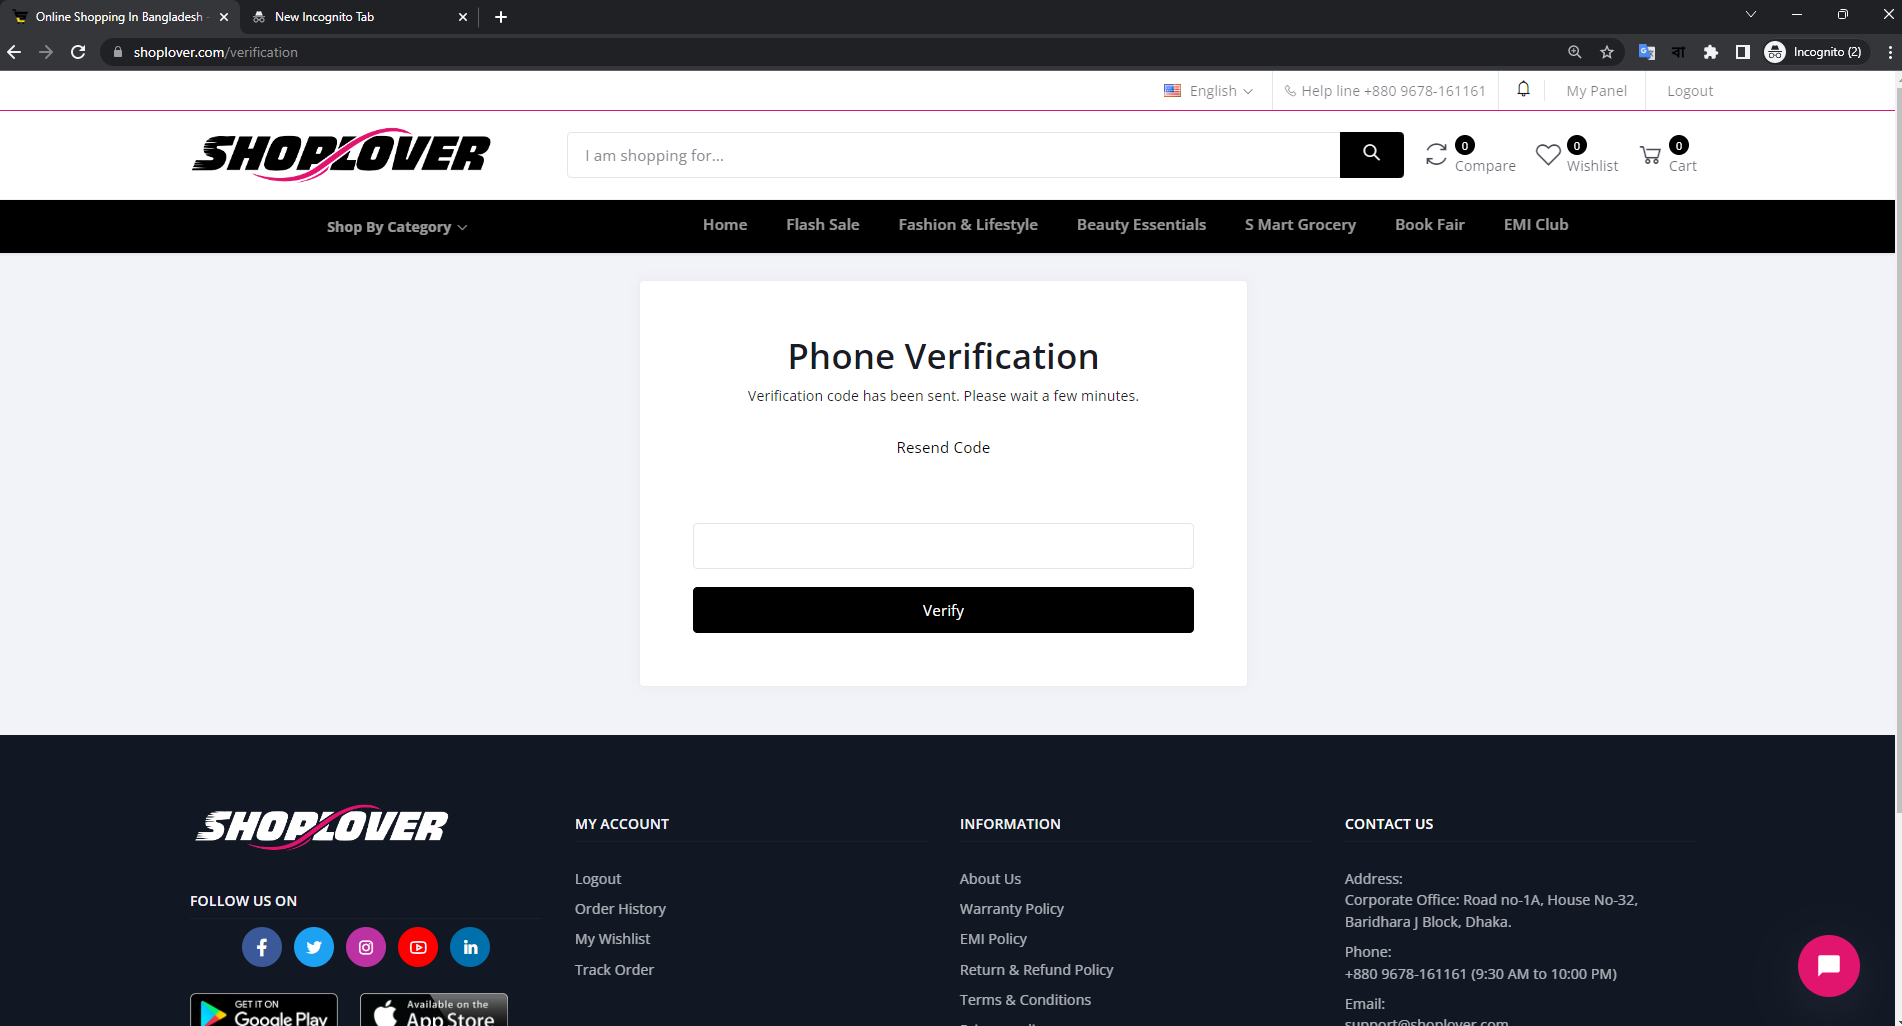 Online Shopping In Bangladesh -
New Incognito Tab
shoplover.com/verification
বা
Incognito (2)
English
Help line +880 9678-161161
My Panel
Logout
SHOPLOVER
I am shopping for...
0
Compare
0
Wishlist
0
Cart
Shop By Category
Home
Flash Sale
Fashion & Lifestyle
Beauty Essentials
S Mart Grocery
Book Fair
EMI Club
Phone Verification
Verification code has been sent. Please wait a few minutes.
Resend Code
Verify
SHOPLOVER
FOLLOW US ON
GET IT ON
Google Play
Available on the
App Store
MY ACCOUNT
Logout
Order History
My Wishlist
Track Order
INFORMATION
About Us
Warranty Policy
EMI Policy
Return & Refund Policy
Terms & Conditions
CONTACT US
Address:
Corporate Office: Road no-1A, House No-32,
Baridhara J Block, Dhaka.
Phone:
+880 9678-161161 (9:30 AM to 10:00 PM)
Email:
support@shoplover.com